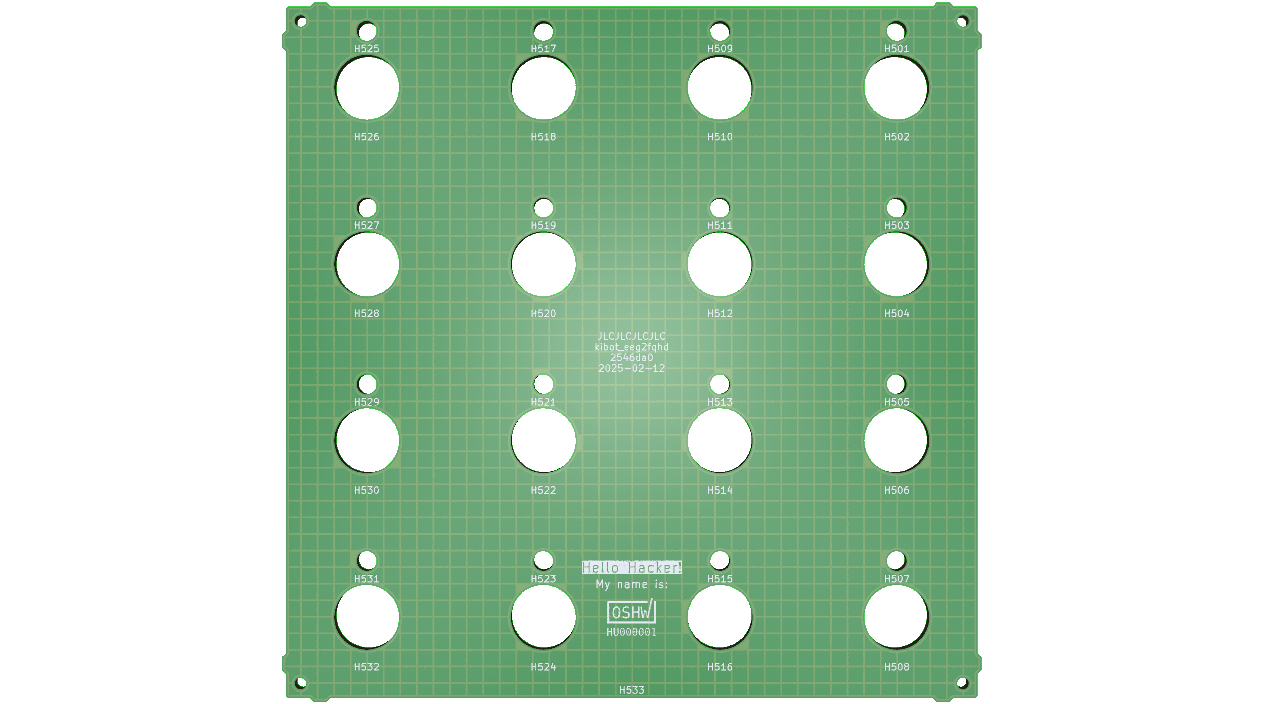 H525 H517 H509 H501
H526 H518 H510 H502
H527 H519 H511 H503
H528 H520 H512 H504
JLCJLCJLCJLC
kibot_eeg2fqhd
2546da0
2025-02-12
H529 H521 H513 H505
H530 H522 H514 H506
Hello Hacker!
H531 H523 H515 H507
My name is:
OSHW
HU000001
H532 H524 H516 H508
H533